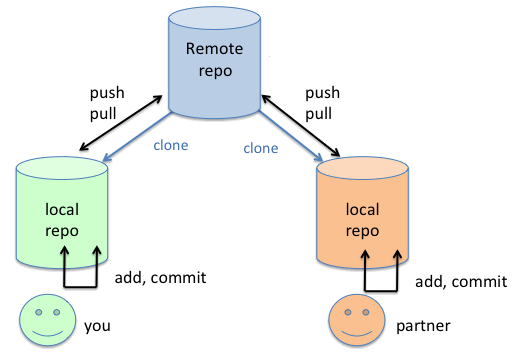 Remote
repo
push
pull
push
pull
clone
clone
local
repo
local
repo
add, commit
add, commit
you
partner